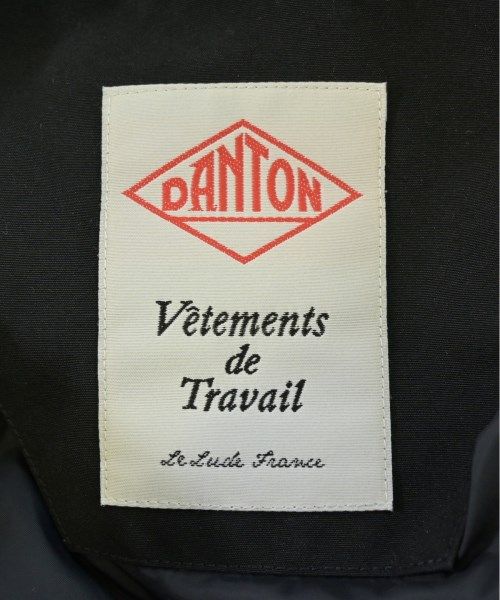 DANTON
Vêtements
de
Travail
Le Lude France